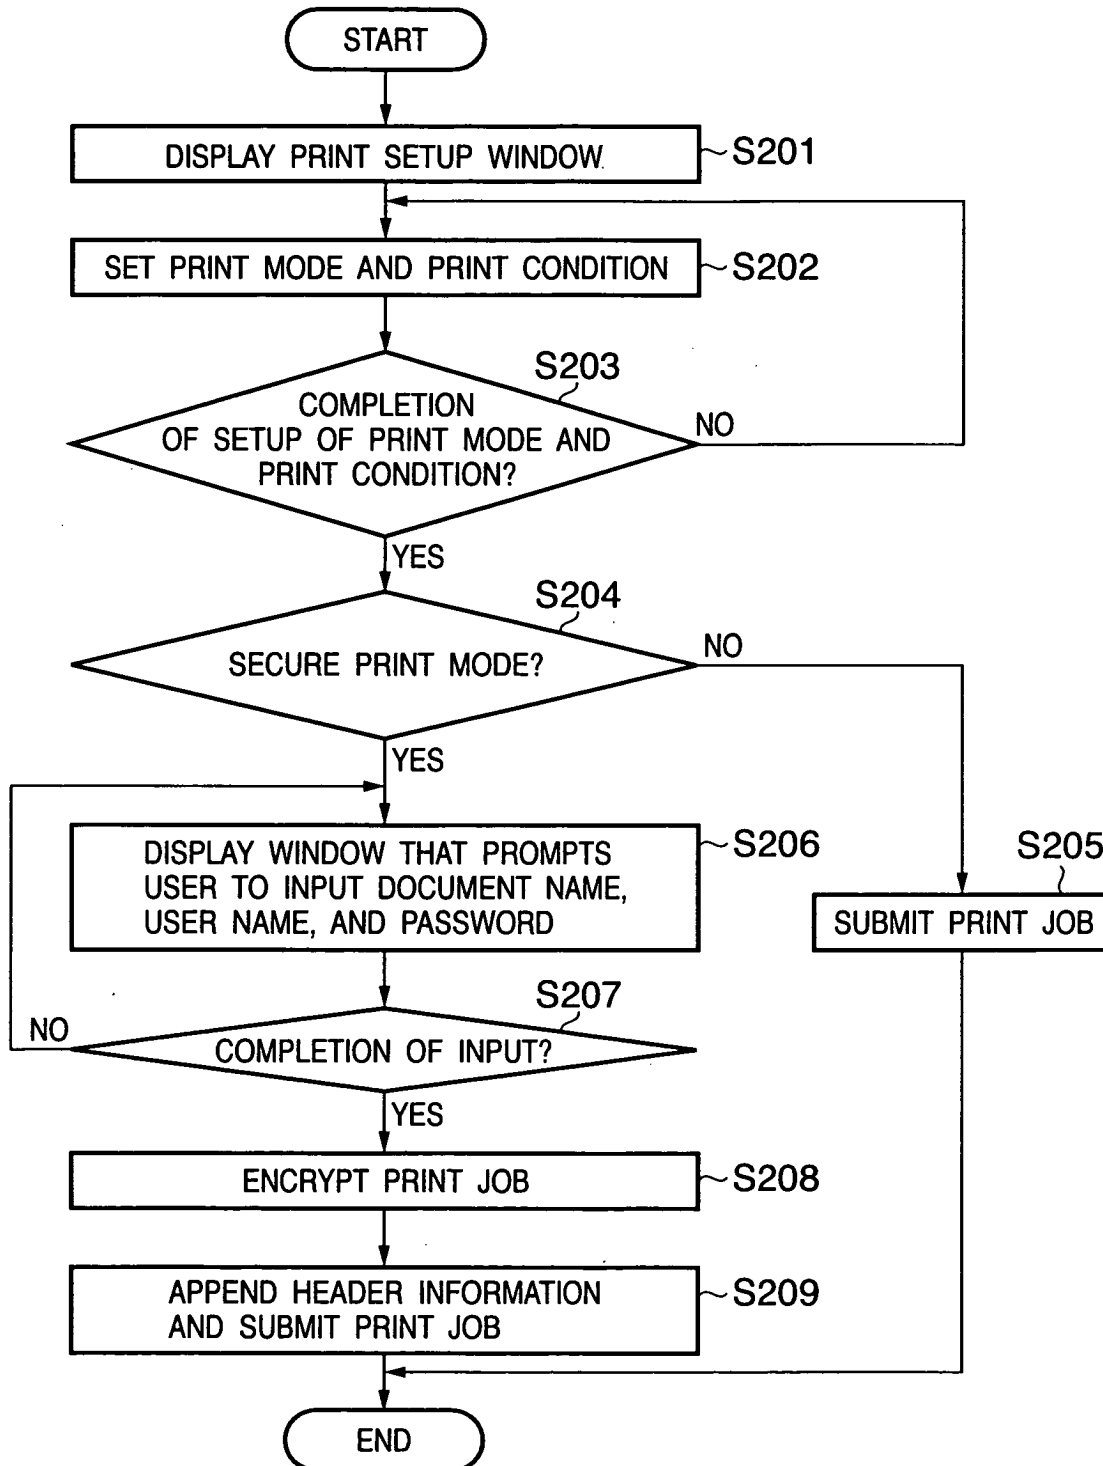 START
DISPLAY PRINT SETUP WINDOW
S201
SET PRINT MODE AND PRINT CONDITION
S202
S203
COMPLETION
OF SETUP OF PRINT MODE AND
PRINT CONDITION?
NO
YES
S204
SECURE PRINT MODE?
NO
YES
DISPLAY WINDOW THAT PROMPTS
USER TO INPUT DOCUMENT NAME,
USER NAME, AND PASSWORD
S206
S205
SUBMIT PRINT JOB
S207
COMPLETION OF INPUT?
NO
YES
ENCRYPT PRINT JOB
S208
APPEND HEADER INFORMATION
AND SUBMIT PRINT JOB
S209
END